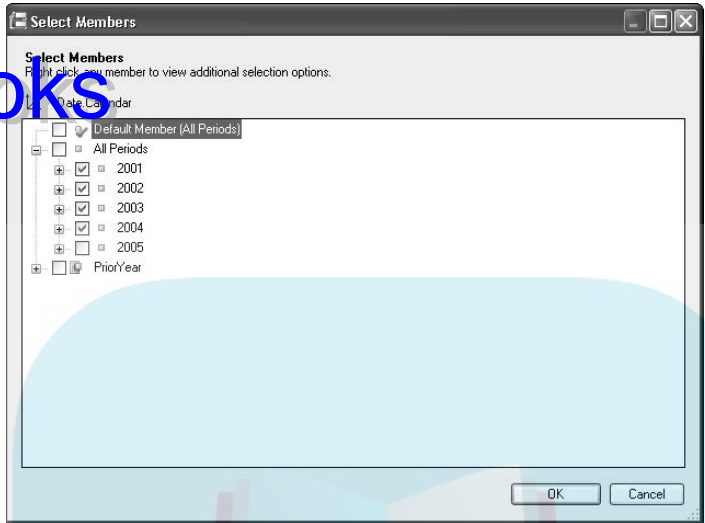 Select Members
Select Members
Right click any member to view additional selection options.
oks
Date.Calendar
Default Member (All Periods)
All Periods
2001
2002
2003
2004
2005
PriorYear
OK Cancel